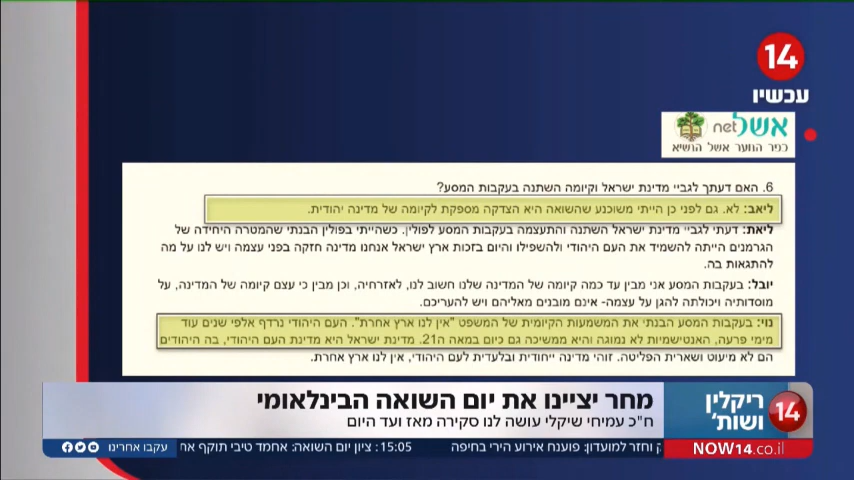 14
עכשיו
אשל net
כפר הנוער אשל הנשיא
6. האם דעתך לגביי מדינת ישראל וקיומה השתנה בעקבות המסע?
ליאב: לא. גם לפני כן הייתי משוכנע שהשואה היא הצדקה מספקת לקיומה של מדינה יהודית.
ליאת: דעתי לגביי מדינת ישראל השתנה והתעצמה בעקבות המסע לפולין. כשהייתי בפולין הבנתי שהמטרה היחידה של
הגרמנים הייתה להשמיד את העם היהודי ולהשפילו והיום בזכות ארץ ישראל אנחנו מדינה חזקה בפני עצמה ויש לנו על מה
להתגאות בה.
יובל: בעקבות המסע אני מבין עד כמה קיומה של המדינה שלנו חשוב לנו, לאזרחיה, וכן מבין כי עצם קיומה של המדינה, על
מוסדותיה ויכולתה להגן על עצמה- אינם מובנים מאליהם ויש להעריכם.
נוי: בעקבות המסע הבנתי את המשמעות הקיומית של המשפט "אין לנו ארץ אחרת". העם היהודי נרדף אלפי שנים עוד
מימי פרעה, האנטישמיות לא נמוגה והיא ממשיכה גם כיום במאה ה21. מדינת ישראל היא מדינת העם היהודי, בה היהודים
הם לא מיעוט ושארית הפליטה. זוהי מדינה ייחודית ובלעדית לעם היהודי, אין לנו ארץ אחרת.
14 ריקלין ושות'
מחר יציינו את יום השואה הבינלאומי
ח"כ עמיחי שיקלי עושה לנו סקירה מאז ועד היום
NOW14.co.il
וחזר למועדון: פוענח אירוע הירי בחיפה
15:05: ציון יום השואה: אחמד טיבי תוקף את
עקבו אחרינו